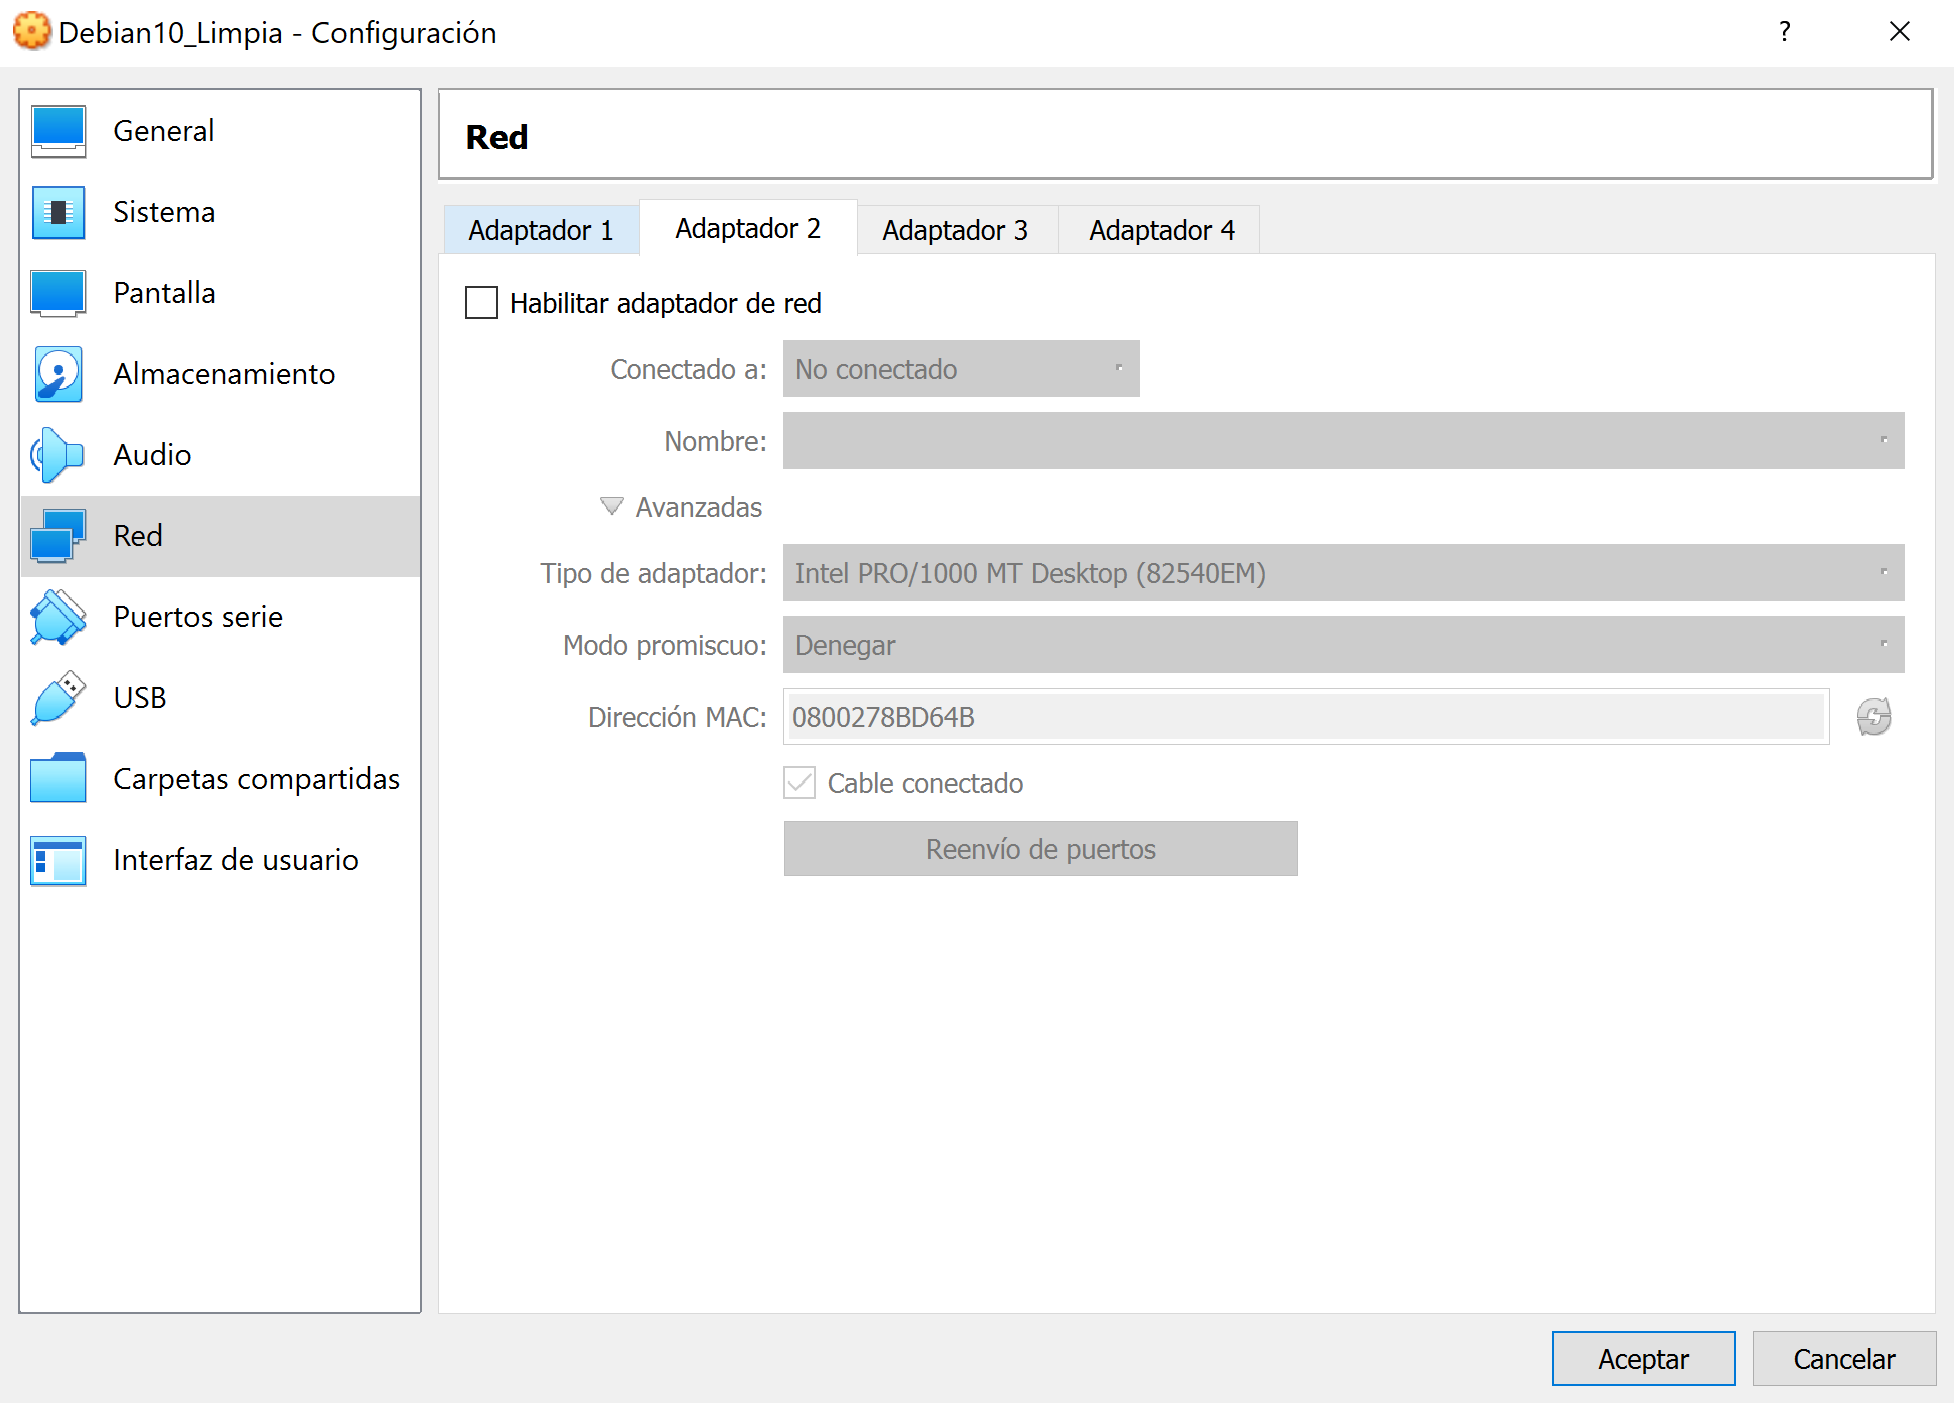 Debian10_Limpia - Configuración
?
General
Sistema
Pantalla
Almacenamiento
Audio
Red
Puertos serie
USB
Carpetas compartidas
Interfaz de usuario
Red
Adaptador 1
Adaptador 2
Adaptador 3
Adaptador 4
Habilitar adaptador de red
Conectado a: No conectado
Nombre:
Avanzadas
Tipo de adaptador: Intel PRO/1000 MT Desktop (82540EM)
Modo promiscuo: Denegar
Dirección MAC: 0800278BD64B
Cable conectado
Reenvío de puertos
Aceptar
Cancelar